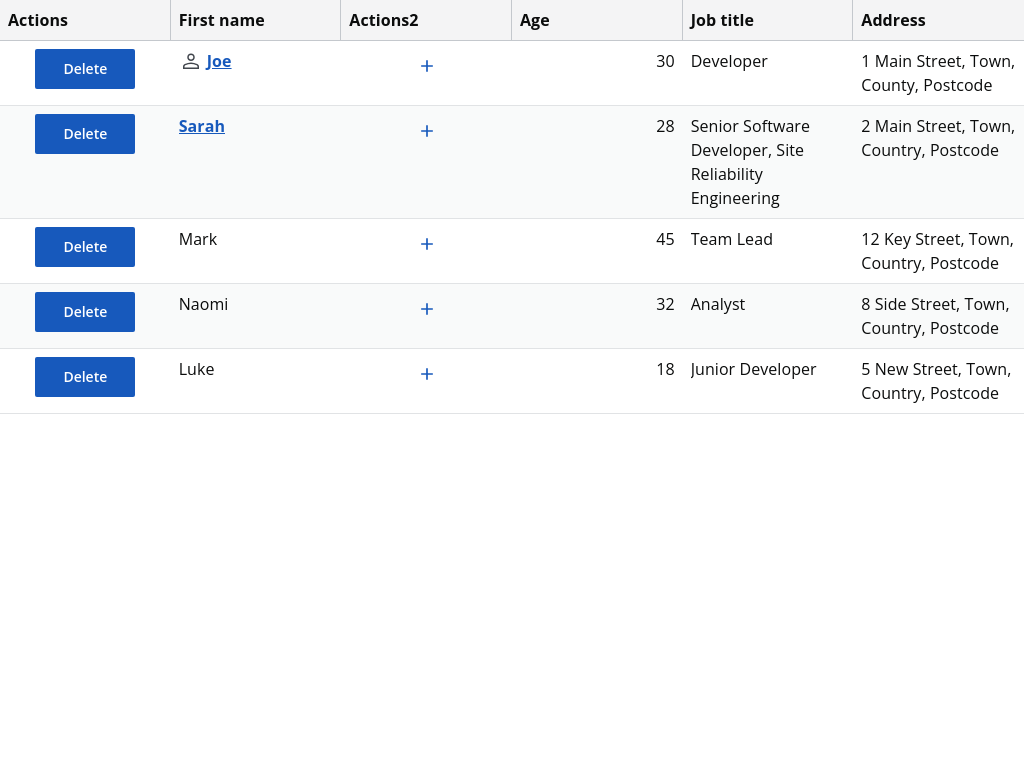 Actions First name Actions2 Age Job title Address
Delete Joe + 30 Developer 1 Main Street, Town,
County, Postcode
Delete Sarah + 28 Senior Software 2 Main Street, Town,
Developer, Site Country, Postcode
Reliability
Engineering
Delete Mark + 45 Team Lead 12 Key Street, Town,
Country, Postcode
Delete Naomi + 32 Analyst 8 Side Street, Town,
Country, Postcode
Delete Luke + 18 Junior Developer 5 New Street, Town,
Country, Postcode